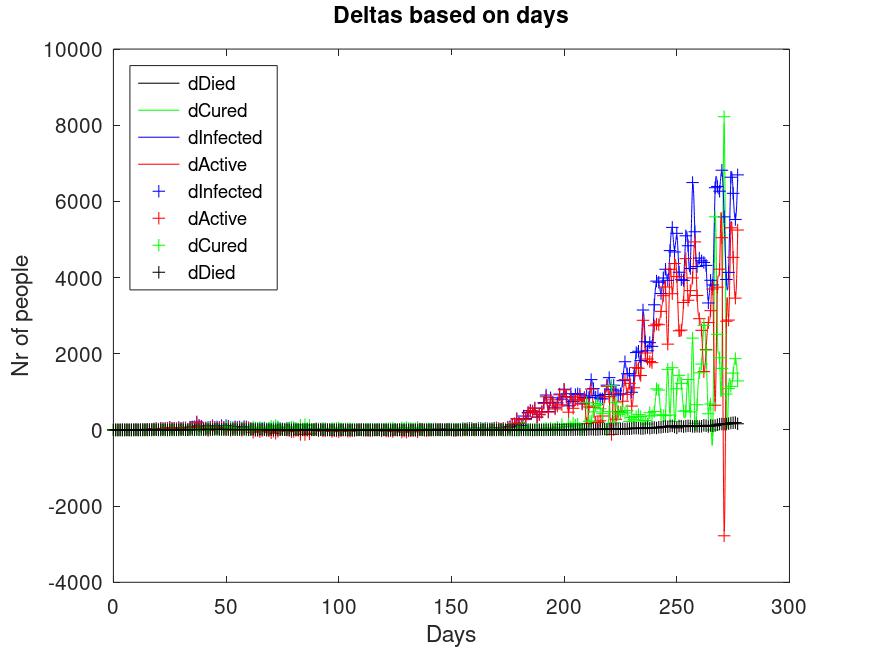 Deltas based on days
10000
8000
6000
4000
2000
0
-2000
-4000
Nr of people
dDied
dCured
dInfected
dActive
dInfected
dActive
dCured
dDied
0 50 100 150 200 250 300
Days